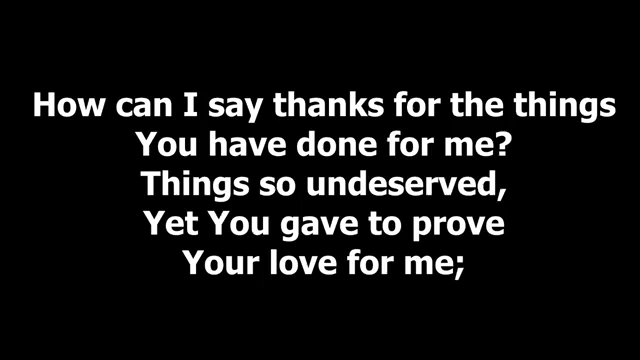 How can I say thanks for the things
You have done for me?
Things so undeserved,
Yet You gave to prove
Your love for me;